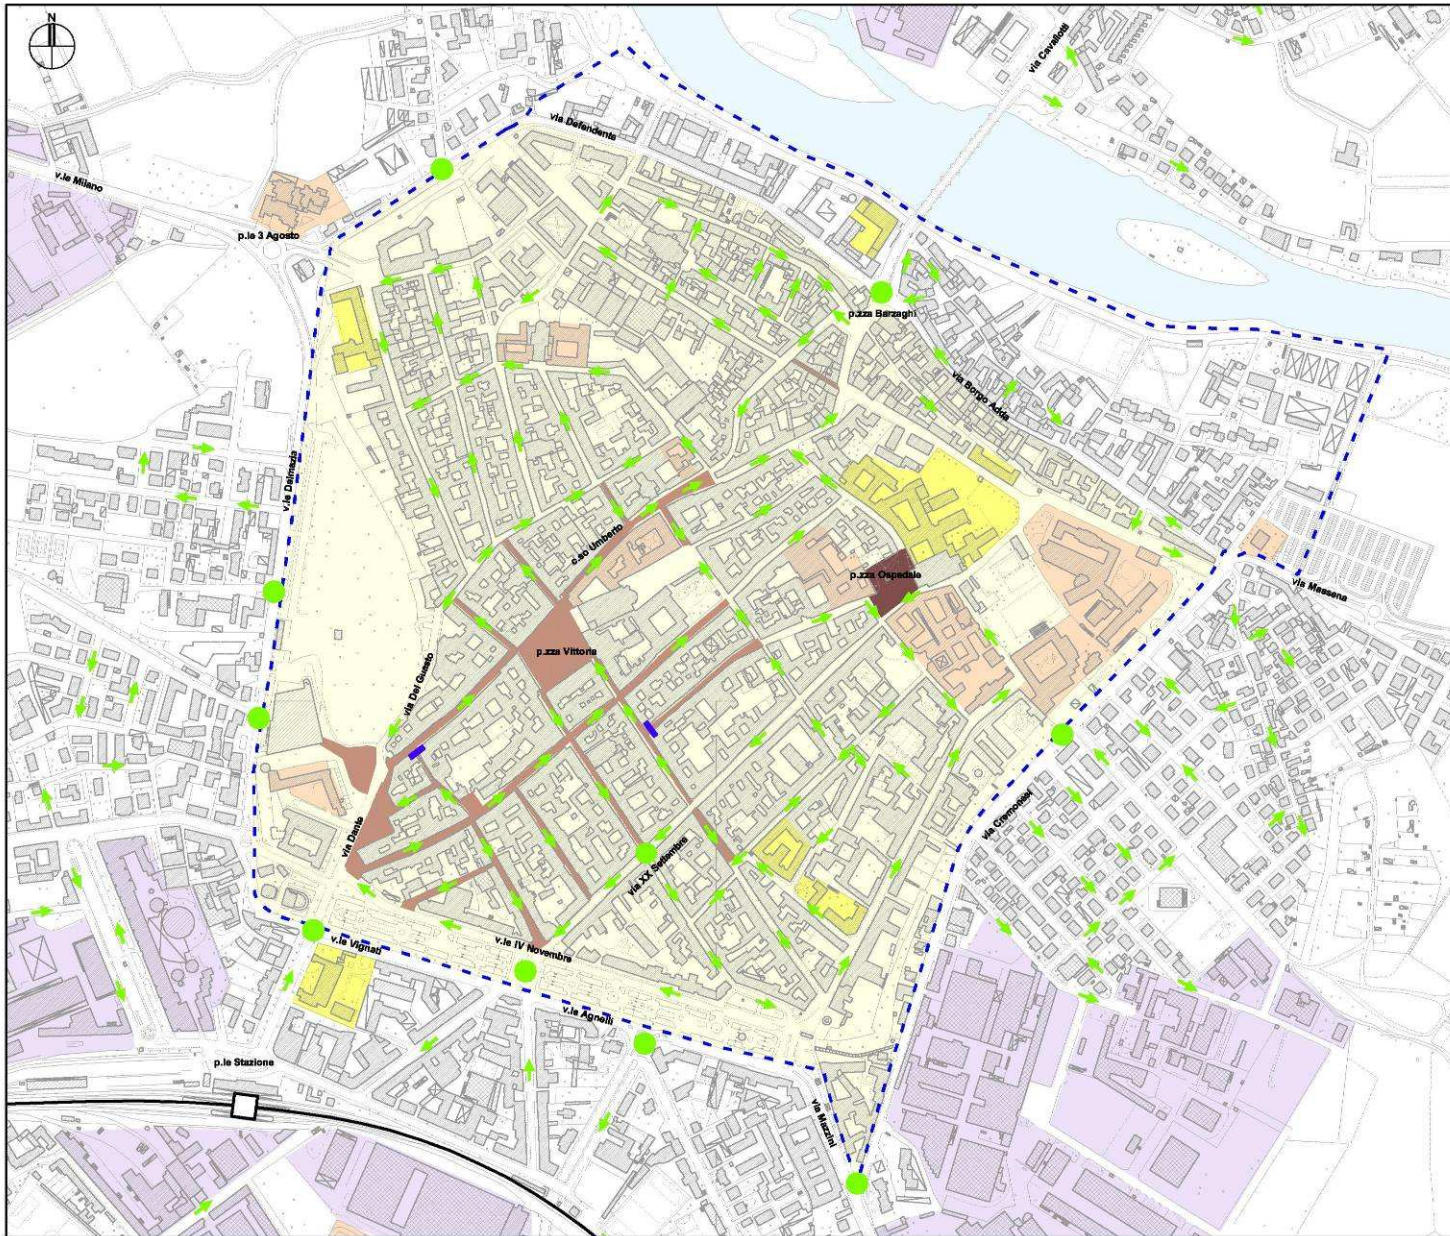 N
via Cavallotti
via Defendente
v.le Milano
p.le 3 Agosto
p.zza Barzaghi
via Borgo Adda
v.le Dalmazia
c.so Umberto
p.zza Ospedale
via Massena
p.zza Vittoria
via Del Guasto
via Dante
via XX Settembre
via Cremonesi
v.le Vignati
v.le IV Novembre
v.le Agnelli
p.le Stazione
via Mazzini